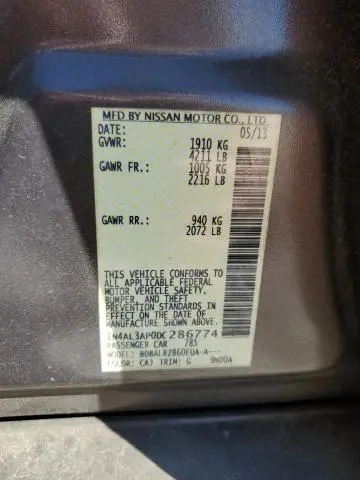 MFD BY NISSAN MOTOR CO., LTD.
DATE: 05/13
GVWR: 1910 KG
4211 LB
GAWR FR.: 1005 KG
2216 LB
GAWR RR.: 940 KG
2072 LB
THIS VEHICLE CONFORMS TO
ALL APPLICABLE FEDERAL
MOTOR VEHICLE SAFETY,
BUMPER, AND THEFT
PREVENTION STANDARDS IN
EFFECT ON THE DATE OF
MANUFACTURE SHOWN ABOVE.
1N4AL3AP0DC286774
PASSENGER CAR 785
MODEL: BDBALRZ860EUA-A---
COLOR: CAJ TRIM: G 9N00A